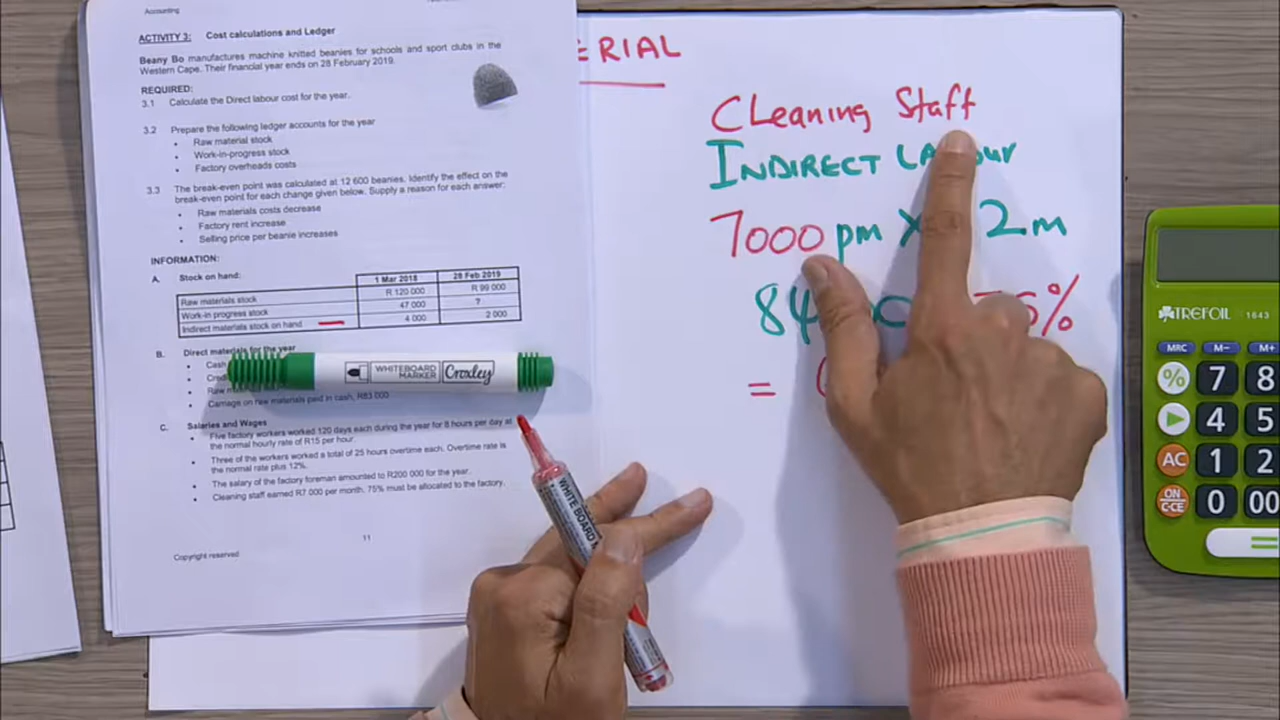 Accounting
ACTIVITY 3: Cost calculations and Ledger
Beany Bo manufactures machine knitted beanies for schools and sport clubs in the
Western Cape. Their financial year ends on 28 February 2019.
REQUIRED:
3.1 Calculate the Direct labour cost for the year.
3.2 Prepare the following ledger accounts for the year
• Raw material stock
• Work-in-progress stock
• Factory overheads costs
3.3 The break-even point was calculated at 12 600 beanies. Identify the effect on the
break-even point for each change given below. Supply a reason for each answer:
• Raw materials costs decrease
• Factory rent increase
• Selling price per beanie increases
INFORMATION:
A. Stock on hand:
1 Mar 2018 28 Feb 2019
Raw materials stock R 120 000 R 99 000
Work-in progress stock 47 000 ?
Indirect materials stock on hand 4 000 2 000
B. Direct materials for the year
• Cash
•
• Raw
• Carriage on raw materials paid in cash, R83 000
C. Salaries and Wages
• Five factory workers worked 120 days each during the year for 8 hours per day at
the normal hourly rate of R15 per hour.
• Three of the workers worked a total of 25 hours overtime each. Overtime rate is
the normal rate plus 12%.
• The salary of the factory foreman amounted to R200 000 for the year.
• Cleaning staff earned R7 000 per month, 75% must be allocated to the factory.
11
Copyright reserved
WHITEBOARD
MARKER Croxley
WHITE BOARD M
ERIAL
Cleaning Staff
INDIRECT
7000 pm X 2m
84 %
=
TREFOIL 1643
MRC M- M+
% 7 8
4 5
AC 1 2
ON
C·CE 0 00
=